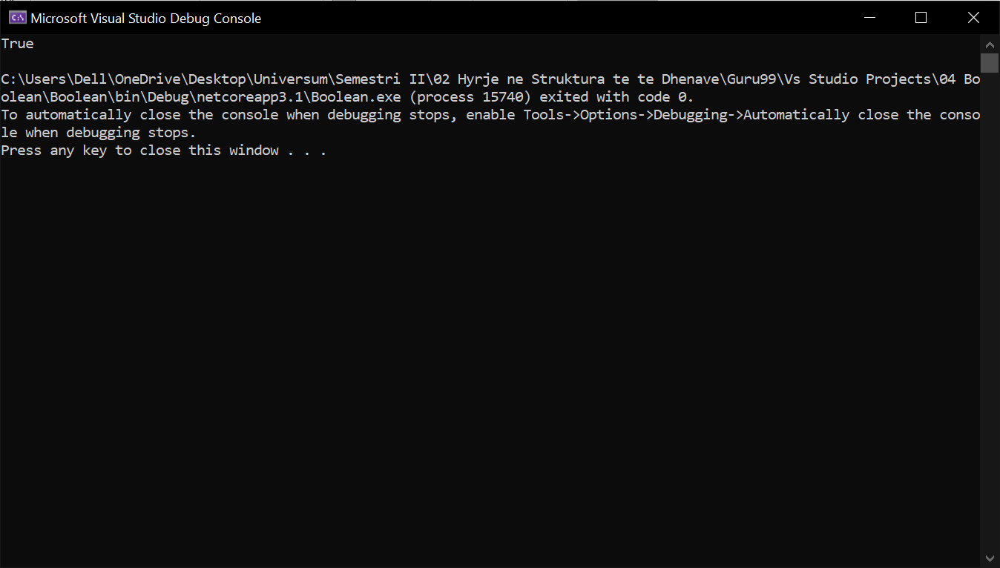 Microsoft Visual Studio Debug Console
True
C:\Users\Dell\OneDrive\Desktop\Universum\Semestri II\02 Hyrje ne Struktura te te Dhenave\Guru99\Vs Studio Projects\04 Bo
olean\Boolean\bin\Debug\netcoreapp3.1\Boolean.exe (process 15740) exited with code 0.
To automatically close the console when debugging stops, enable Tools->Options->Debugging->Automatically close the conso
le when debugging stops.
Press any key to close this window . . .